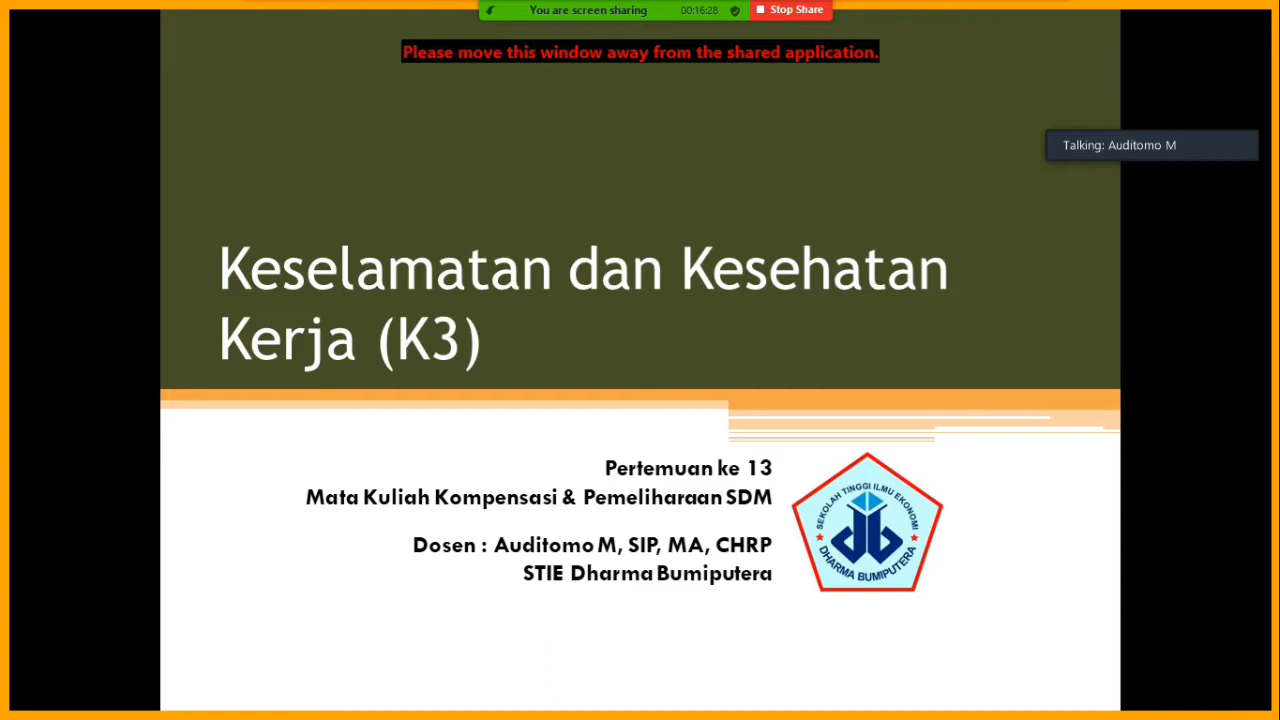 You are screen sharing 00:16:28 Stop Share
Please move this window away from the shared application.
Talking: Auditomo M
Keselamatan dan Kesehatan
Kerja (K3)
Pertemuan ke 13
Mata Kuliah Kompensasi & Pemeliharaan SDM
Dosen : Auditomo M, SIP, MA, CHRP
STIE Dharma Bumiputera
SEKOLAH TINGGI ILMU EKONOMI
DHARMA BUMIPUTERA